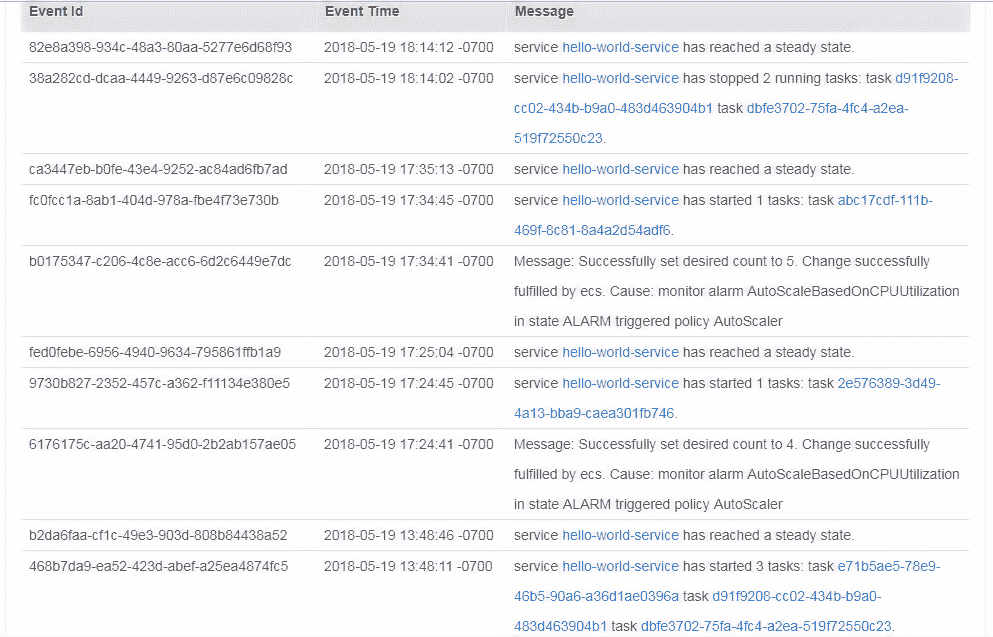 Event Id Event Time Message
82e8a398-934c-48a3-80aa-5277e6d68f93 2018-05-19 18:14:12 -0700 service hello-world-service has reached a steady state.
38a282cd-dcaa-4449-9263-d87e6c09828c 2018-05-19 18:14:02 -0700 service hello-world-service has stopped 2 running tasks: task d91f9208-
cc02-434b-b9a0-483d463904b1 task dbfe3702-75fa-4fc4-a2ea-
519f72550c23.
ca3447eb-b0fe-43e4-9252-ac84ad6fb7ad 2018-05-19 17:35:13 -0700 service hello-world-service has reached a steady state.
fc0fcc1a-8ab1-404d-978a-fbe4f73e730b 2018-05-19 17:34:45 -0700 service hello-world-service has started 1 tasks: task abc17cdf-111b-
469f-8c81-8a4a2d54adf6.
b0175347-c206-4c8e-acc6-6d2c6449e7dc 2018-05-19 17:34:41 -0700 Message: Successfully set desired count to 5. Change successfully
fulfilled by ecs. Cause: monitor alarm AutoScaleBasedOnCPUUtilization
in state ALARM triggered policy AutoScaler
fed0febe-6956-4940-9634-795861ffb1a9 2018-05-19 17:25:04 -0700 service hello-world-service has reached a steady state.
9730b827-2352-457c-a362-f11134e380e5 2018-05-19 17:24:45 -0700 service hello-world-service has started 1 tasks: task 2e576389-3d49-
4a13-bba9-caea301fb746.
6176175c-aa20-4741-95d0-2b2ab157ae05 2018-05-19 17:24:41 -0700 Message: Successfully set desired count to 4. Change successfully
fulfilled by ecs. Cause: monitor alarm AutoScaleBasedOnCPUUtilization
in state ALARM triggered policy AutoScaler
b2da6faa-cf1c-49e3-903d-808b84438a52 2018-05-19 13:48:46 -0700 service hello-world-service has reached a steady state.
468b7da9-ea52-423d-abef-a25ea4874fc5 2018-05-19 13:48:11 -0700 service hello-world-service has started 3 tasks: task e71b5ae5-78e9-
46b5-90a6-a36d1ae0396a task d91f9208-cc02-434b-b9a0-
483d463904b1 task dbfe3702-75fa-4fc4-a2ea-519f72550c23.